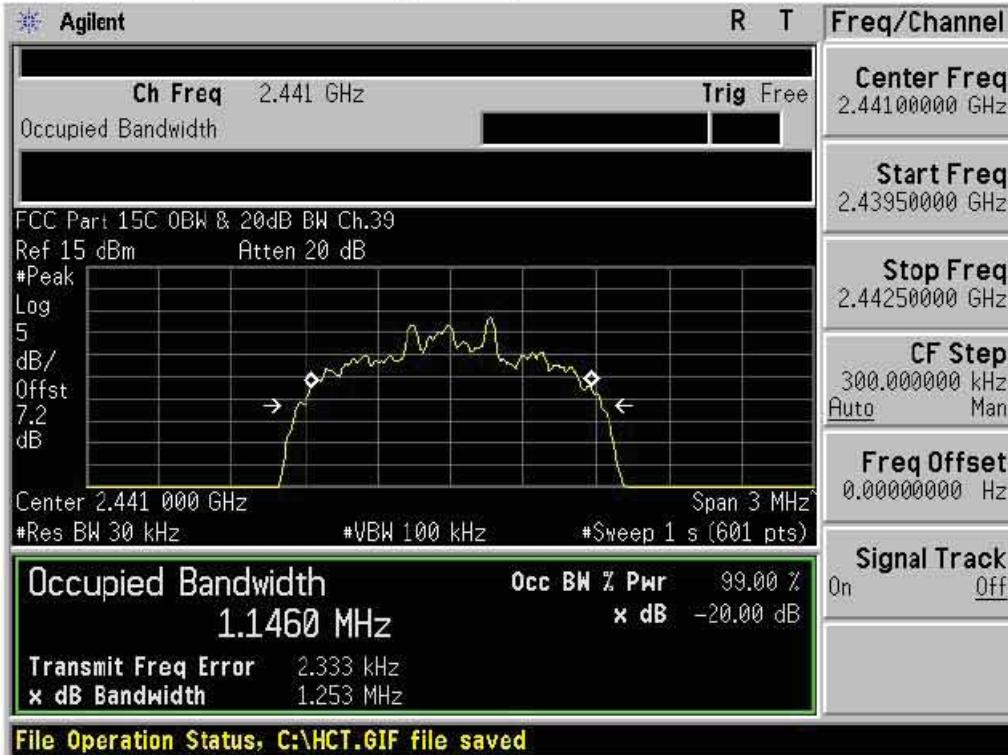 Agilent R T Freq/Channel
Ch Freq 2.441 GHz Trig Free
Occupied Bandwidth
Center Freq
2.44100000 GHz
Start Freq
2.43950000 GHz
Stop Freq
2.44250000 GHz
CF Step
300.000000 kHz
Auto Man
Freq Offset
0.00000000 Hz
Signal Track
On Off
FCC Part 15C OBW & 20dB BW Ch.39
Ref 15 dBm Atten 20 dB
#Peak
Log
5
dB/
Offst
7.2
dB
Center 2.441 000 GHz Span 3 MHz^
#Res BW 30 kHz #VBW 100 kHz #Sweep 1 s (601 pts)
Occupied Bandwidth Occ BW % Pwr 99.00 %
1.1460 MHz x dB -20.00 dB
Transmit Freq Error 2.333 kHz
x dB Bandwidth 1.253 MHz
File Operation Status, C:\HCT.GIF file saved